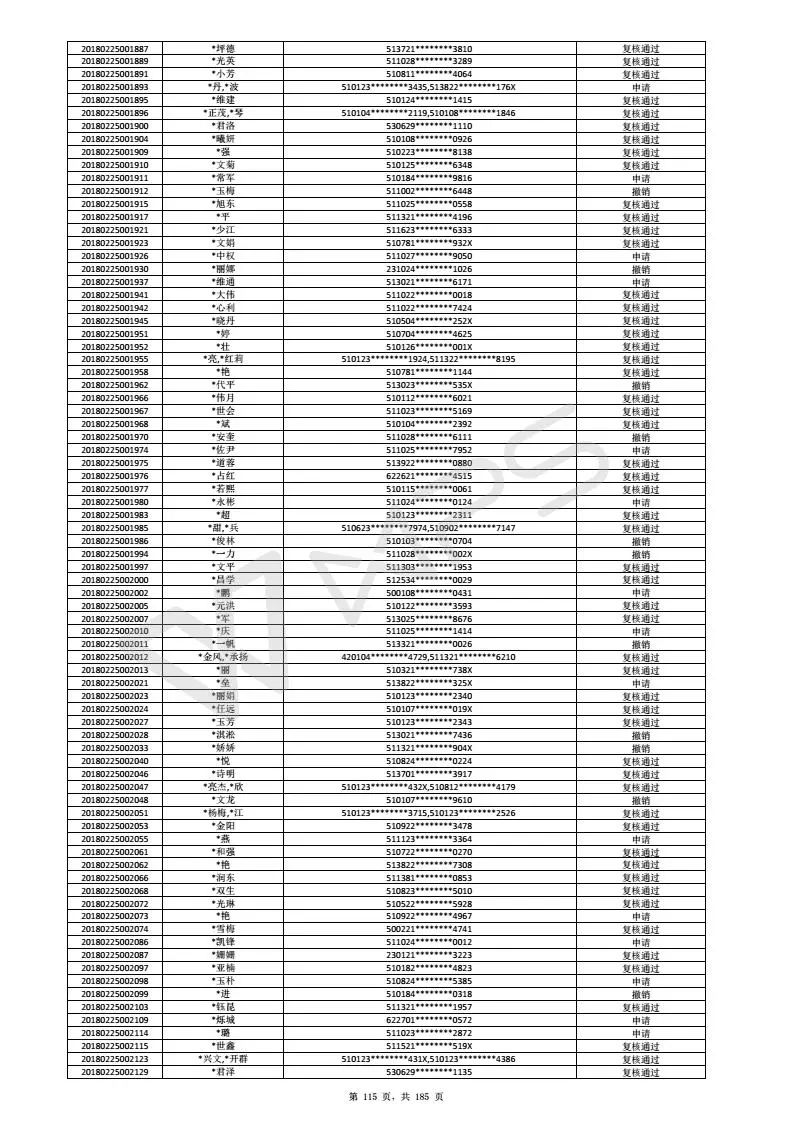 20180225001887 *坪德 513721********3810 复核通过
20180225001889 *光英 511028********3289 复核通过
20180225001891 *小芳 510811********4064 复核通过
20180225001893 *丹,*波 510123********3435,513822********176X 申请
20180225001895 *维建 510124********1415 复核通过
20180225001896 *正茂,*琴 510104********2119,510108********1846 复核通过
20180225001900 *君洛 530629********1110 复核通过
20180225001904 *曦妍 510108********0926 复核通过
20180225001909 *强 510223********8138 复核通过
20180225001910 *文菊 510125********6348 复核通过
20180225001911 *常军 510184********9816 申请
20180225001912 *玉梅 511002********6448 撤销
20180225001915 *旭东 511025********0558 复核通过
20180225001917 *平 511321********4196 复核通过
20180225001921 *少江 511623********6333 复核通过
20180225001923 *文娟 510781********932X 复核通过
20180225001926 *中权 511027********9050 申请
20180225001930 *丽娜 231024********1026 撤销
20180225001937 *维通 513021********6171 申请
20180225001941 *大伟 511022********0018 复核通过
20180225001942 *心利 511022********7424 复核通过
20180225001945 *晓丹 510504********252X 复核通过
20180225001951 *婷 510704********4625 复核通过
20180225001952 *壮 510126********001X 复核通过
20180225001955 *亮,*红莉 510123********1924,511322********8195 复核通过
20180225001958 *艳 510781********1144 复核通过
20180225001962 *代平 513023********535X 撤销
20180225001966 *伟月 510112********6021 复核通过
20180225001967 *世会 511023********5169 复核通过
20180225001968 *斌 510104********2392 复核通过
20180225001970 *安奎 511028********6111 撤销
20180225001974 *佐尹 511025********7952 申请
20180225001975 *道蓉 513922********0880 复核通过
20180225001976 *占红 622621********4515 复核通过
20180225001977 *若熙 510115********0061 复核通过
20180225001980 *永彬 511024********0124 申请
20180225001983 *超 510123********2311 复核通过
20180225001985 *甜,*兵 510623********7974,510902********7147 复核通过
20180225001986 *俊林 510103********0704 撤销
20180225001994 *一力 511028********002X 撤销
20180225001997 *文平 511303********1953 复核通过
20180225002000 *昌学 512534********0029 复核通过
20180225002002 *鹏 500108********0431 申请
20180225002005 *元洪 510122********3593 复核通过
20180225002007 *军 513025********8676 复核通过
20180225002010 *庆 511025********1414 申请
20180225002011 *一帆 513321********0026 撤销
20180225002012 *金凤,*承扬 420104********4729,511321********6210 复核通过
20180225002013 *丽 510321********738X 复核通过
20180225002021 *垒 513822********325X 申请
20180225002023 *丽娟 510123********2340 复核通过
20180225002024 *任远 510107********019X 复核通过
20180225002027 *玉芳 510123********2343 复核通过
20180225002028 *淇淞 513021********7436 撤销
20180225002033 *娇娇 511321********904X 撤销
20180225002040 *悦 510824********0224 复核通过
20180225002046 *诗明 513701********3917 复核通过
20180225002047 *亮杰,*欣 510123********432X,510812********4179 复核通过
20180225002048 *文龙 510107********9610 撤销
20180225002051 *杨梅,*江 510123********3715,510123********2526 复核通过
20180225002053 *金阳 510922********3478 复核通过
20180225002055 *燕 511123********3364 申请
20180225002061 *和强 510722********0270 复核通过
20180225002062 *艳 513822********7308 复核通过
20180225002066 *润东 511381********0853 复核通过
20180225002068 *双生 510823********5010 复核通过
20180225002072 *光琳 510522********5928 复核通过
20180225002073 *艳 510922********4967 申请
20180225002074 *雪梅 500221********4741 复核通过
20180225002086 *凯锋 511024********0012 申请
20180225002087 *姗姗 230121********3223 复核通过
20180225002097 *亚楠 510182********4823 复核通过
20180225002098 *玉朴 510824********5385 申请
20180225002099 *进 510184********0318 撤销
20180225002103 *钰昆 511321********1957 复核通过
20180225002109 *烁城 622701********0572 申请
20180225002114 *璐 511023********2872 申请
20180225002115 *世鑫 511521********519X 复核通过
20180225002123 *兴文,*开群 510123********431X,510123********4386 复核通过
20180225002129 *君泽 530629********1135 复核通过
第 115 页，共 185 页